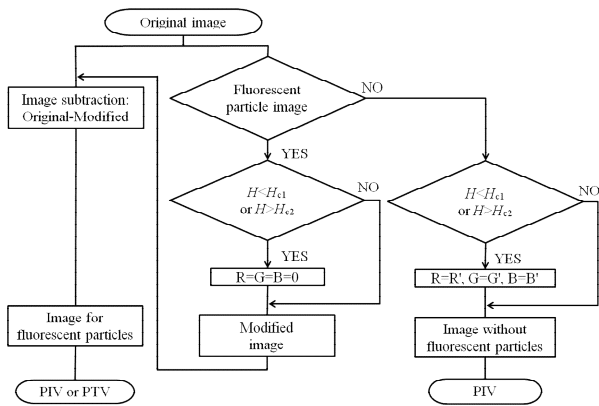 Original image
Image subtraction:
Original-Modified
Fluorescent
particle image
NO
YES
H<Hc1
or H>Hc2
NO
H<Hc1
or H>Hc2
NO
YES
YES
R=G=B=0
R=R', G=G', B=B'
Image for
fluorescent particles
Modified
image
Image without
fluorescent particles
PIV or PTV
PIV